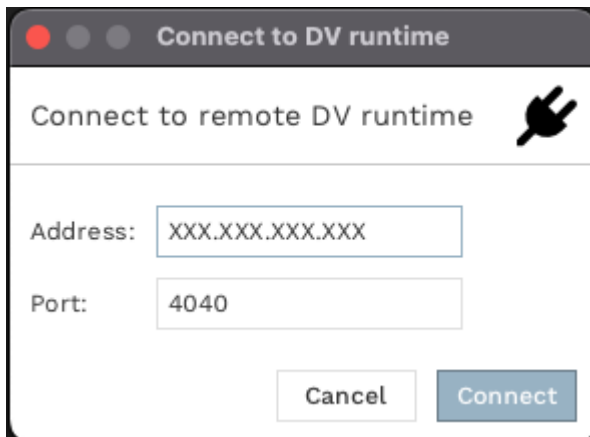 Connect to DV runtime
Connect to remote DV runtime
Address: XXX.XXX.XXX.XXX
Port: 4040
Cancel Connect